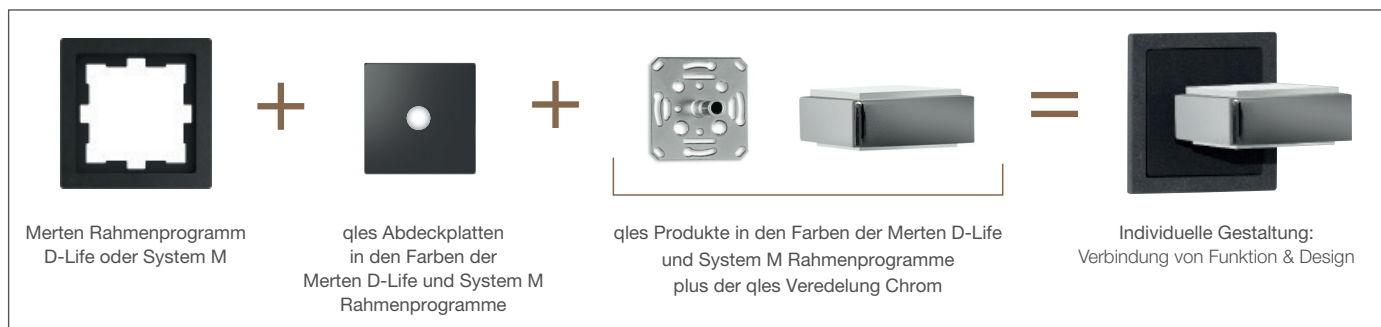 Merten Rahmenprogramm
D-Life oder System M
qles Abdeckplatten
in den Farben der
Merten D-Life und System M
Rahmenprogramme
qles Produkte in den Farben der Merten D-Life
und System M Rahmenprogramme
plus der qles Veredelung Chrom
Individuelle Gestaltung:
Verbindung von Funktion & Design